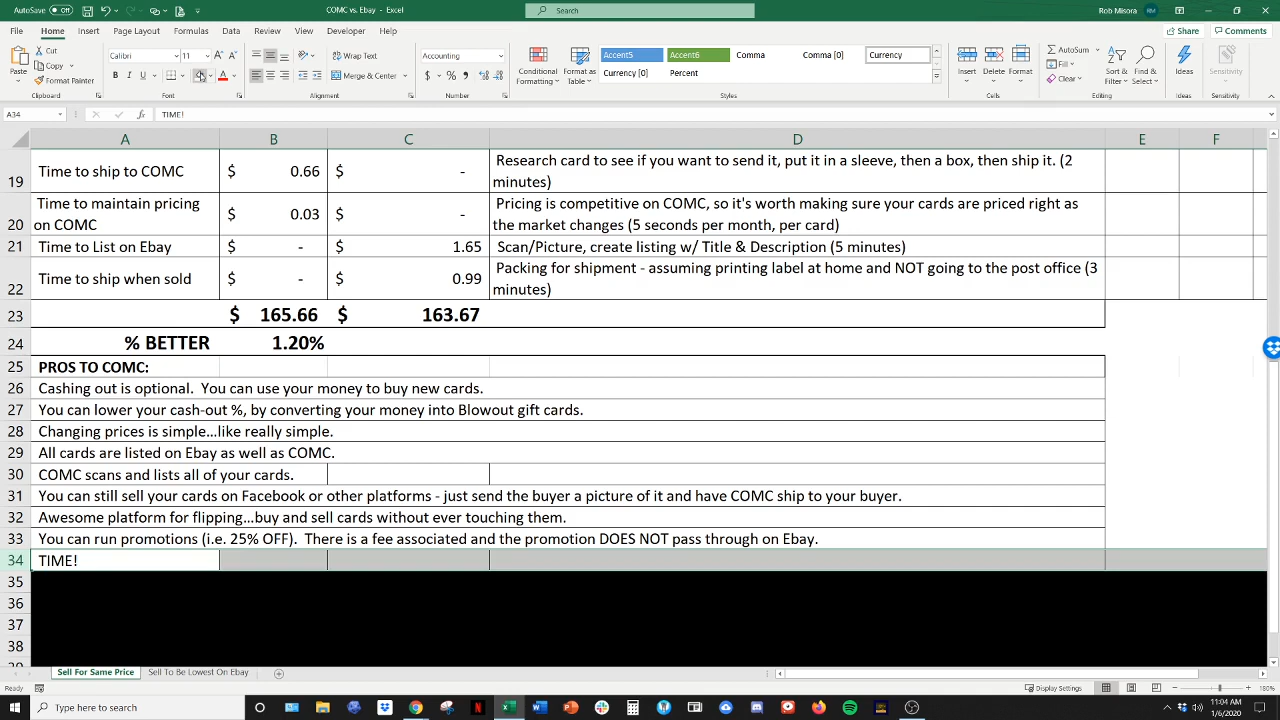 AutoSave Off
COMC vs. Ebay - Excel
Search
Rob Misora RM
File Home Insert Page Layout Formulas Data Review View Developer Help Share Comments
Paste Cut Copy Format Painter Clipboard
Calibri 11 Font
Wrap Text Merge & Center Alignment
Accounting Number
Conditional Formatting Format as Table
Accent5 Accent6 Comma Comma [0] Currency
Currency [0] Percent
Styles
Insert Delete Format Cells
AutoSum Fill Clear Sort & Filter Find & Select Editing
Ideas Ideas
Sensitivity Sensitivity
A34 fx TIME!
A B C D E F
19 Time to ship to COMC $ 0.66 $ - Research card to see if you want to send it, put it in a sleeve, then a box, then ship it. (2
minutes)
20 Time to maintain pricing on COMC $ 0.03 $ - Pricing is competitive on COMC, so it's worth making sure your cards are priced right as
the market changes (5 seconds per month, per card)
21 Time to List on Ebay $ - $ 1.65 Scan/Picture, create listing w/ Title & Description (5 minutes)
22 Time to ship when sold $ - $ 0.99 Packing for shipment - assuming printing label at home and NOT going to the post office (3
minutes)
23 $ 165.66 $ 163.67
24 % BETTER 1.20%
25 PROS TO COMC:
26 Cashing out is optional. You can use your money to buy new cards.
27 You can lower your cash-out %, by converting your money into Blowout gift cards.
28 Changing prices is simple...like really simple.
29 All cards are listed on Ebay as well as COMC.
30 COMC scans and lists all of your cards.
31 You can still sell your cards on Facebook or other platforms - just send the buyer a picture of it and have COMC ship to your buyer.
32 Awesome platform for flipping...buy and sell cards without ever touching them.
33 You can run promotions (i.e. 25% OFF). There is a fee associated and the promotion DOES NOT pass through on Ebay.
34 TIME!
35
36
37
38
Sell For Same Price Sell To Be Lowest On Ebay
Ready Display Settings 180%
Type here to search
11:04 AM
1/6/2020